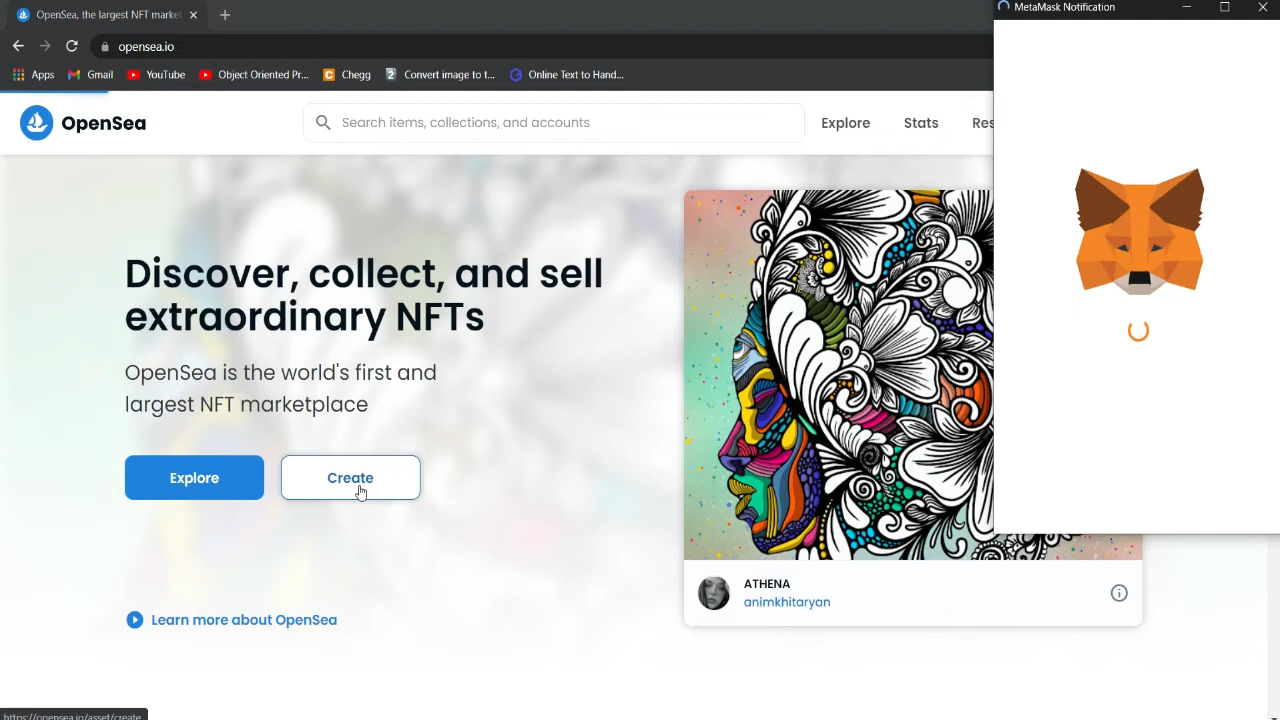 OpenSea, the largest NFT market
MetaMask Notification
opensea.io
Apps
Gmail
YouTube
Object Oriented Pr...
Chegg
Convert image to t...
Online Text to Hand...
OpenSea
Search items, collections, and accounts
Explore
Stats
Res
Discover, collect, and sell
extraordinary NFTs
OpenSea is the world's first and
largest NFT marketplace
Explore
Create
ATHENA
animkhitaryan
Learn more about OpenSea
https://opensea.io/asset/create